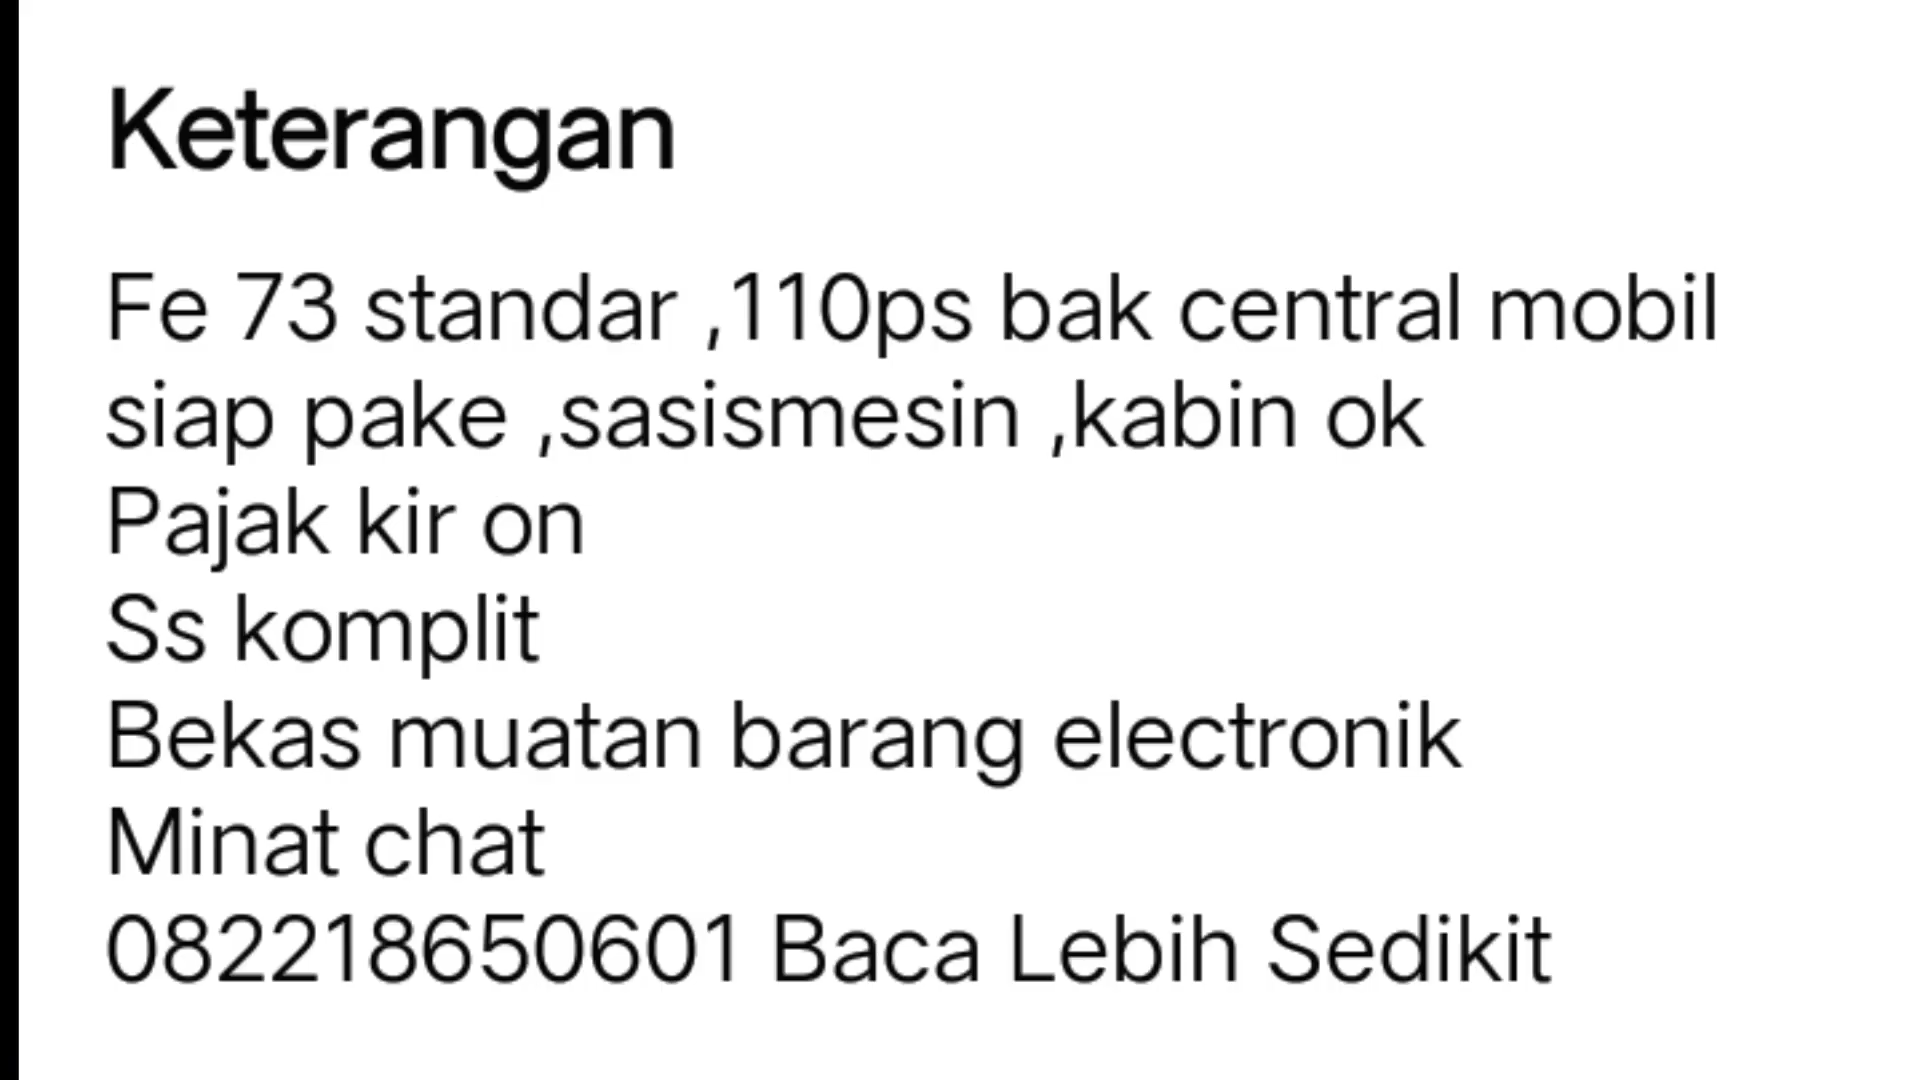 Keterangan
Fe 73 standar ,110ps bak central mobil
siap pake ,sasismesin ,kabin ok
Pajak kir on
Ss komplit
Bekas muatan barang electronik
Minat chat
082218650601 Baca Lebih Sedikit